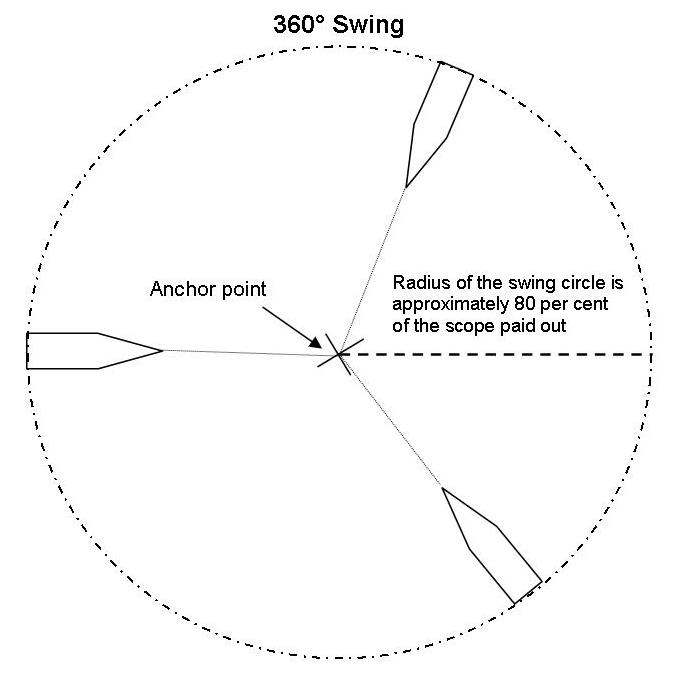 360° Swing
Anchor point
Radius of the swing circle is
approximately 80 per cent
of the scope paid out